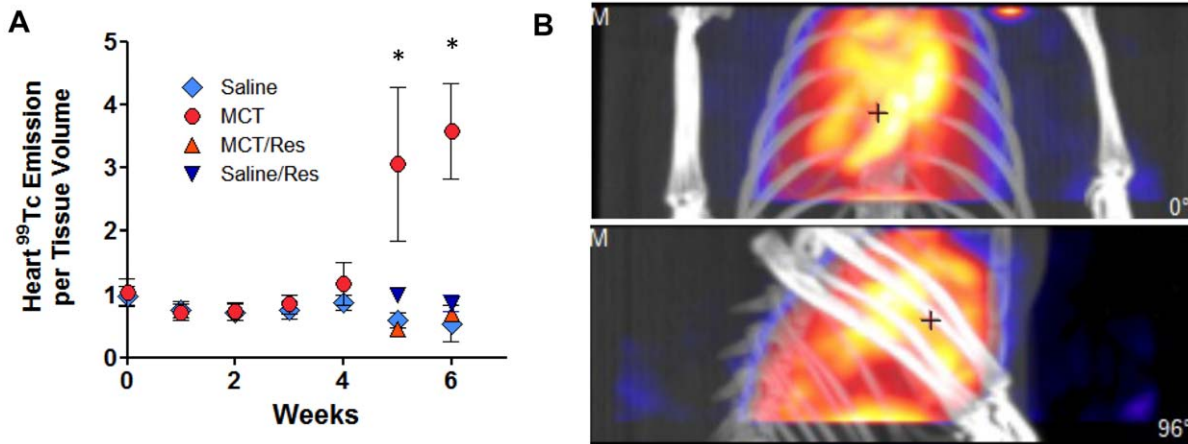 A
Heart ⁹⁹Tc Emission
per Tissue Volume
5
4
3
2
1
0
* *
Saline
MCT
MCT/Res
Saline/Res
0 2 4 6
Weeks
B
M
0°
M
96°